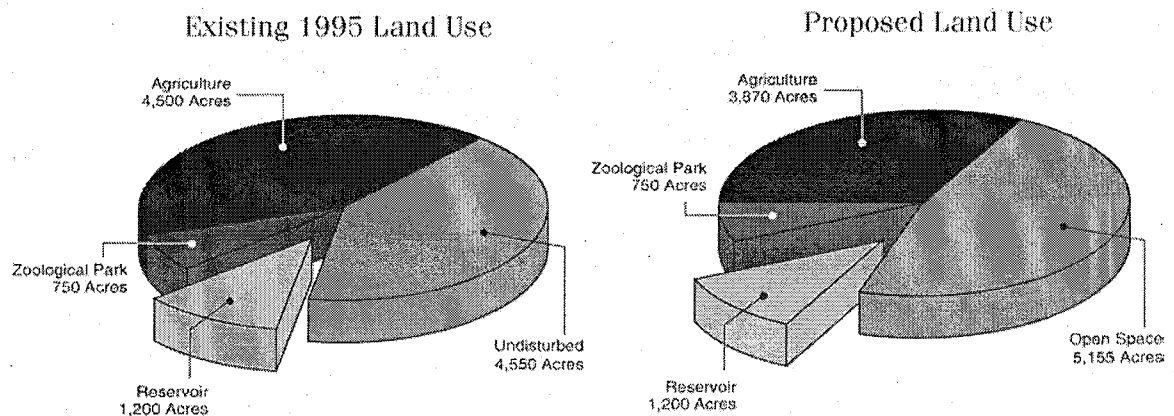 Existing 1995 Land Use
Agriculture
4,500 Acres
Zoological Park
750 Acres
Reservoir
1,200 Acres
Undisturbed
4,550 Acres
Proposed Land Use
Agriculture
3,870 Acres
Zoological Park
750 Acres
Reservoir
1,200 Acres
Open Space
5,155 Acres